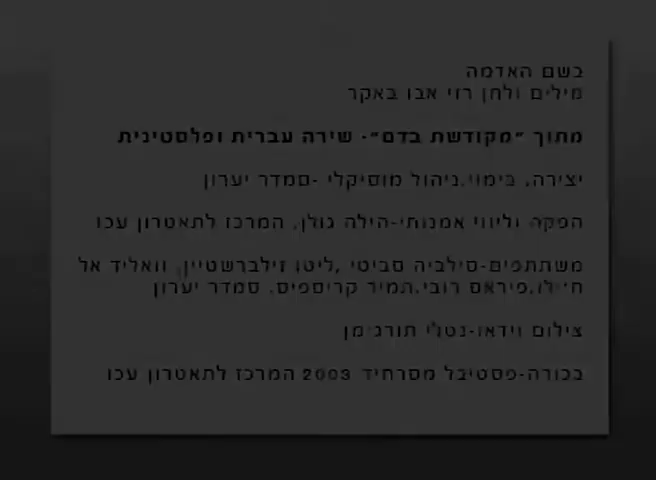 בשם האדמה
מילים ולחן רוי אבו באקר
מתוך "מקודשת בדם"- שירה עברית ופלסטינית
יצירה, בימוי,ניהול מוסיקלי -סמדר יערון
הפקה וליווי אמנותי-הילה גולן, המרכז לתאטרון עכו
משתתפים-סילביה סביטי ,ליטו זילברשטיין, וואליד אל
פיראס רובי,תמיר קריספיס, סמדר יערון
צילום וידאו-נטלי תורג'מן
בכורה-פסטיבל מסרחיד 2003 המרכז לתאטרון עכו